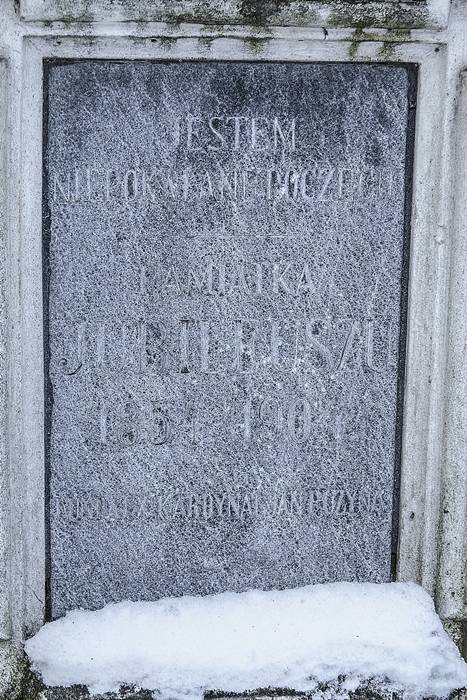 JESTEM
NIEPOKALANE POCZĘCIE
PAMIĄTKA
JUBILEUSZU
1854 1904
KARDYNAŁ JAN PUZYNA